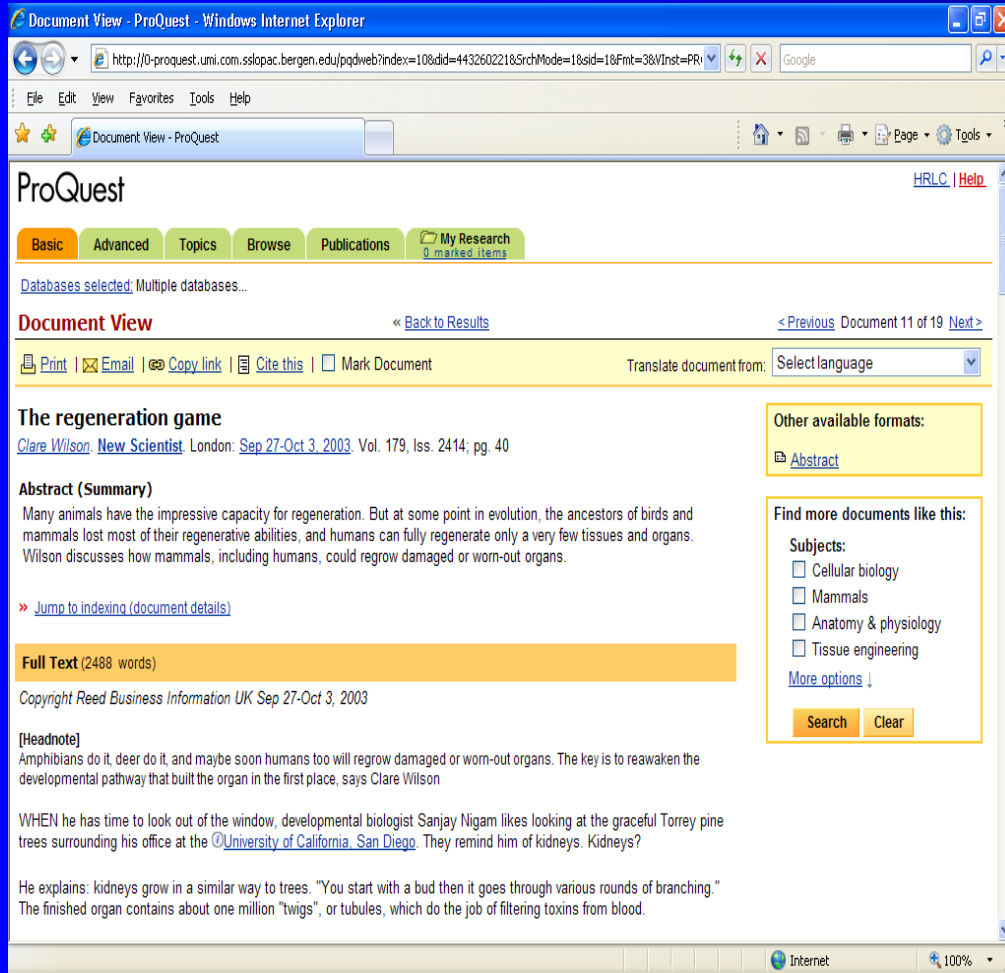 Document View - ProQuest - Windows Internet Explorer
http://0-proquest.umi.com.sslopac.bergen.edu/pqdweb?index=10&did=443260221&SrchMode=1&sid=1&Fmt=3&VInst=PR
Google
File Edit View Favorites Tools Help
Document View - ProQuest
Page Tools
ProQuest
HRLC | Help
Basic Advanced Topics Browse Publications My Research
0 marked items
Databases selected: Multiple databases...
Document View « Back to Results < Previous Document 11 of 19 Next >
Print | Email | Copy link | Cite this | Mark Document Translate document from: Select language
The regeneration game
Clare Wilson. New Scientist. London: Sep 27-Oct 3, 2003. Vol. 179, Iss. 2414; pg. 40
Abstract (Summary)
Many animals have the impressive capacity for regeneration. But at some point in evolution, the ancestors of birds and
mammals lost most of their regenerative abilities, and humans can fully regenerate only a very few tissues and organs.
Wilson discusses how mammals, including humans, could regrow damaged or worn-out organs.
» Jump to indexing (document details)
Full Text (2488 words)
Copyright Reed Business Information UK Sep 27-Oct 3, 2003
[Headnote]
Amphibians do it, deer do it, and maybe soon humans too will regrow damaged or worn-out organs. The key is to reawaken the
developmental pathway that built the organ in the first place, says Clare Wilson
WHEN he has time to look out of the window, developmental biologist Sanjay Nigam likes looking at the graceful Torrey pine
trees surrounding his office at the University of California, San Diego. They remind him of kidneys. Kidneys?
He explains: kidneys grow in a similar way to trees. "You start with a bud then it goes through various rounds of branching."
The finished organ contains about one million "twigs", or tubules, which do the job of filtering toxins from blood.
Other available formats:
Abstract
Find more documents like this:
Subjects:
Cellular biology
Mammals
Anatomy & physiology
Tissue engineering
More options ↓
Search Clear
Internet 100%